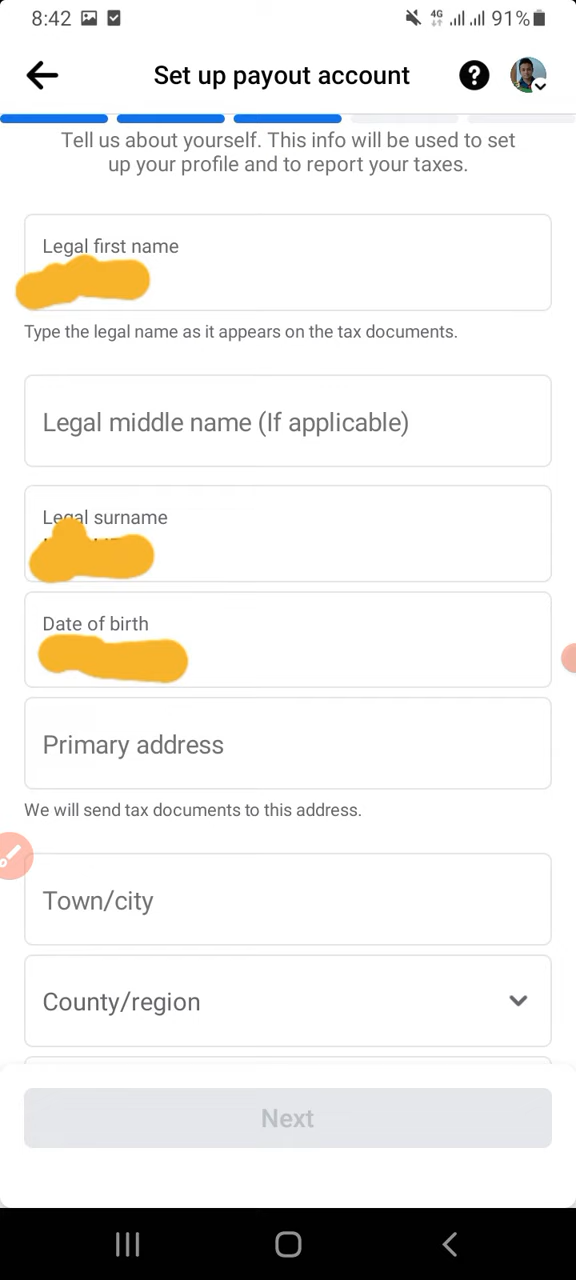 8:42
4G
91%
Set up payout account
Tell us about yourself. This info will be used to set
up your profile and to report your taxes.
Legal first name
Type the legal name as it appears on the tax documents.
Legal middle name (If applicable)
Legal surname
Date of birth
Primary address
We will send tax documents to this address.
Town/city
County/region
Next